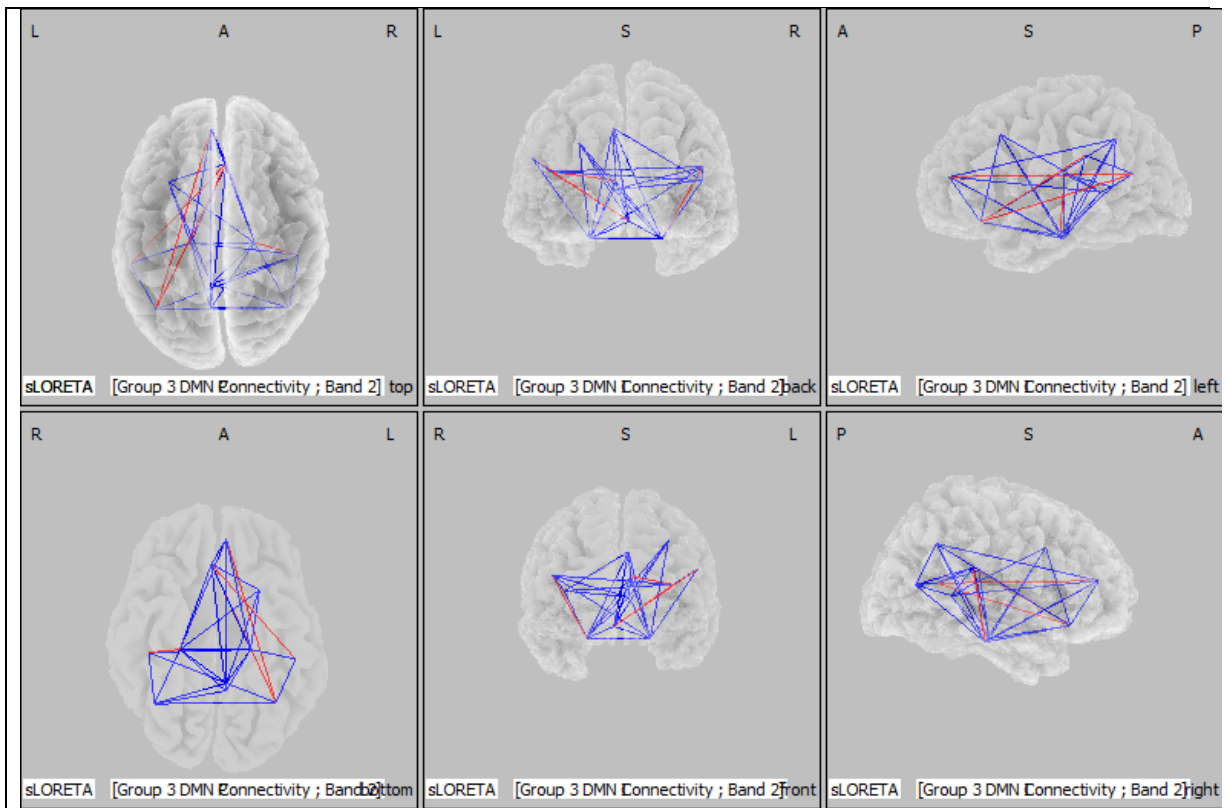 L A R
L S R
A S P
sLORETA [Group 3 DMN Connectivity ; Band 2] top
sLORETA [Group 3 DMN Connectivity ; Band 2] back
sLORETA [Group 3 DMN Connectivity ; Band 2] left
R A L
R S L
P S A
sLORETA [Group 3 DMN Connectivity ; Band 2] bottom
sLORETA [Group 3 DMN Connectivity ; Band 2] front
sLORETA [Group 3 DMN Connectivity ; Band 2] right